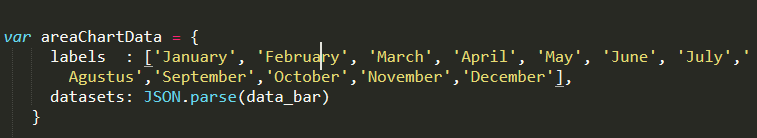 var areaChartData = {
labels : ['January', 'February', 'March', 'April', 'May', 'June', 'July','
Agustus','September','October','November','December'],
datasets: JSON.parse(data_bar)
}